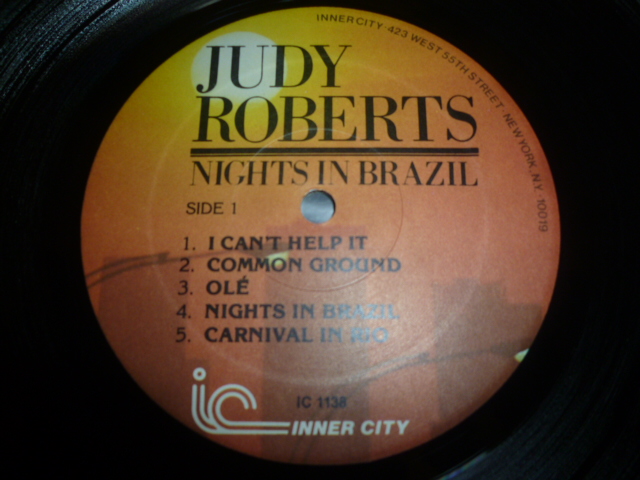 INNER CITY · 423 WEST 55TH STREET · NEW YORK, N.Y. · 10019
JUDY
ROBERTS
NIGHTS IN BRAZIL
SIDE 1
1. I CAN'T HELP IT
2. COMMON GROUND
3. OLÉ
4. NIGHTS IN BRAZIL
5. CARNIVAL IN RIO
ic
IC 1138
INNER CITY